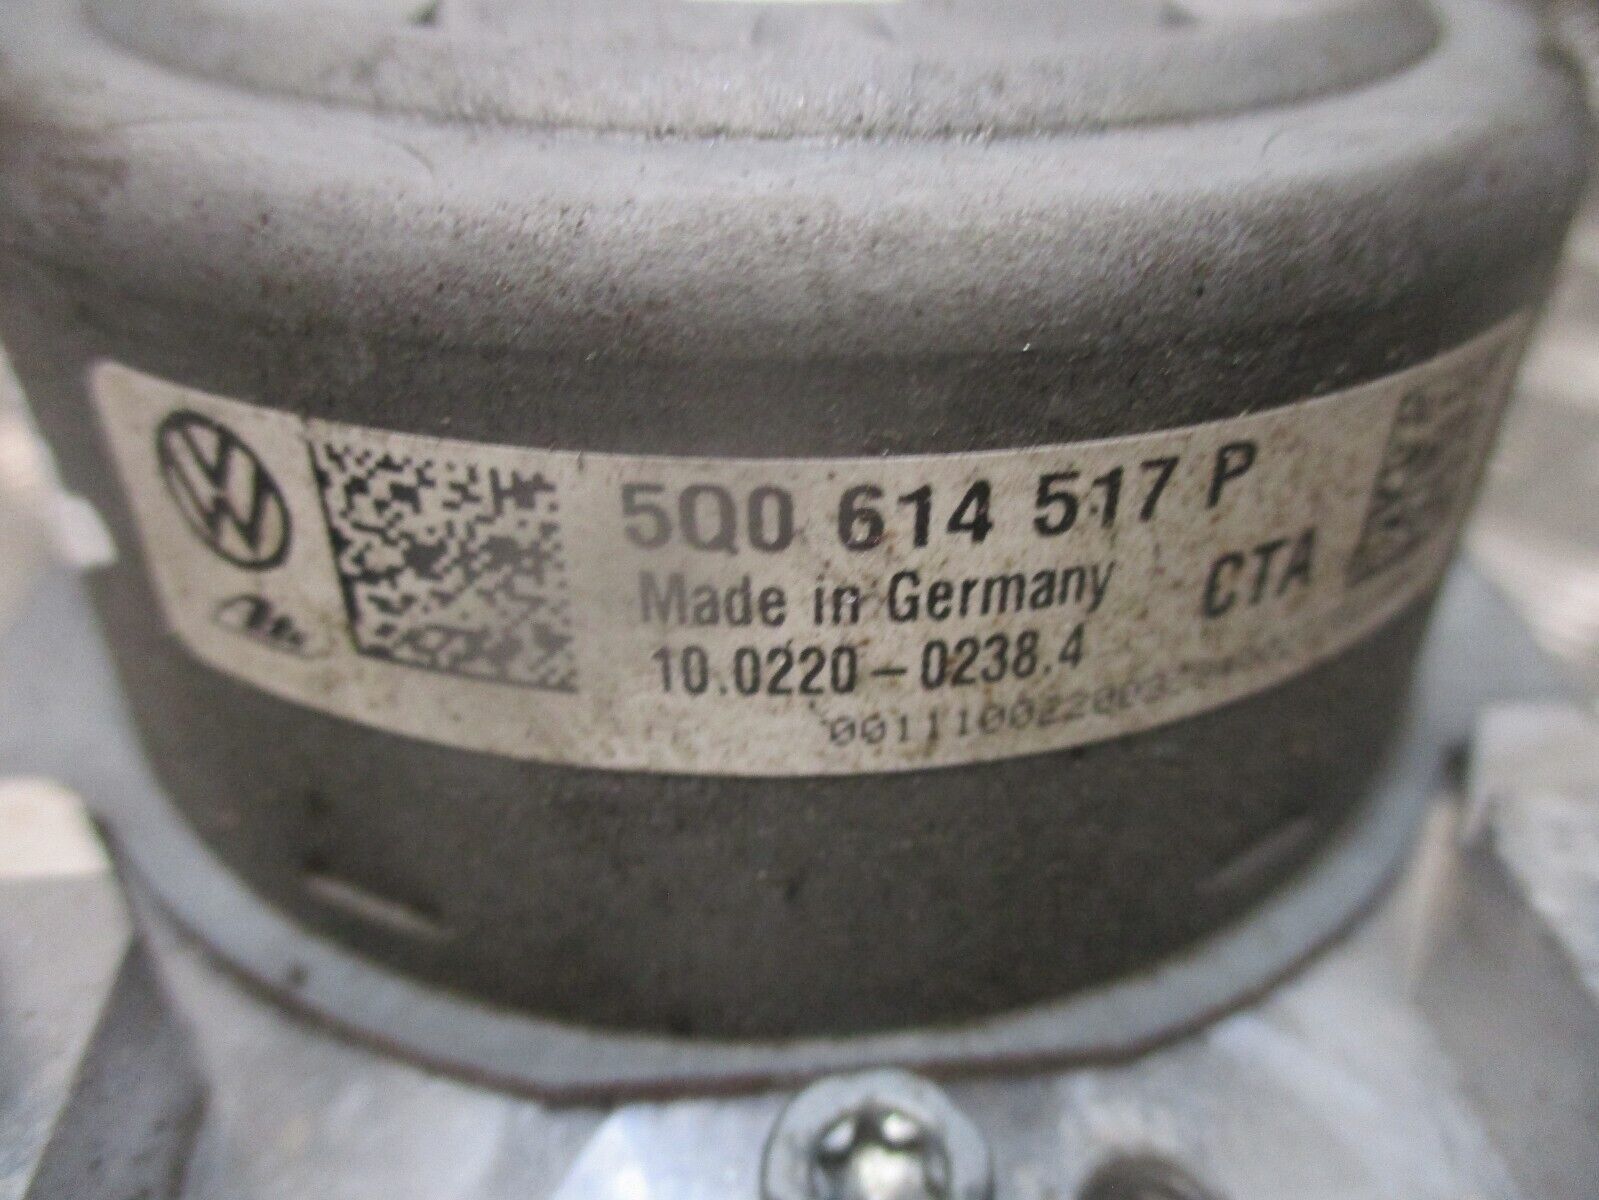 5Q0 614 517 P
Made in Germany CTA
10.0220-0238.4